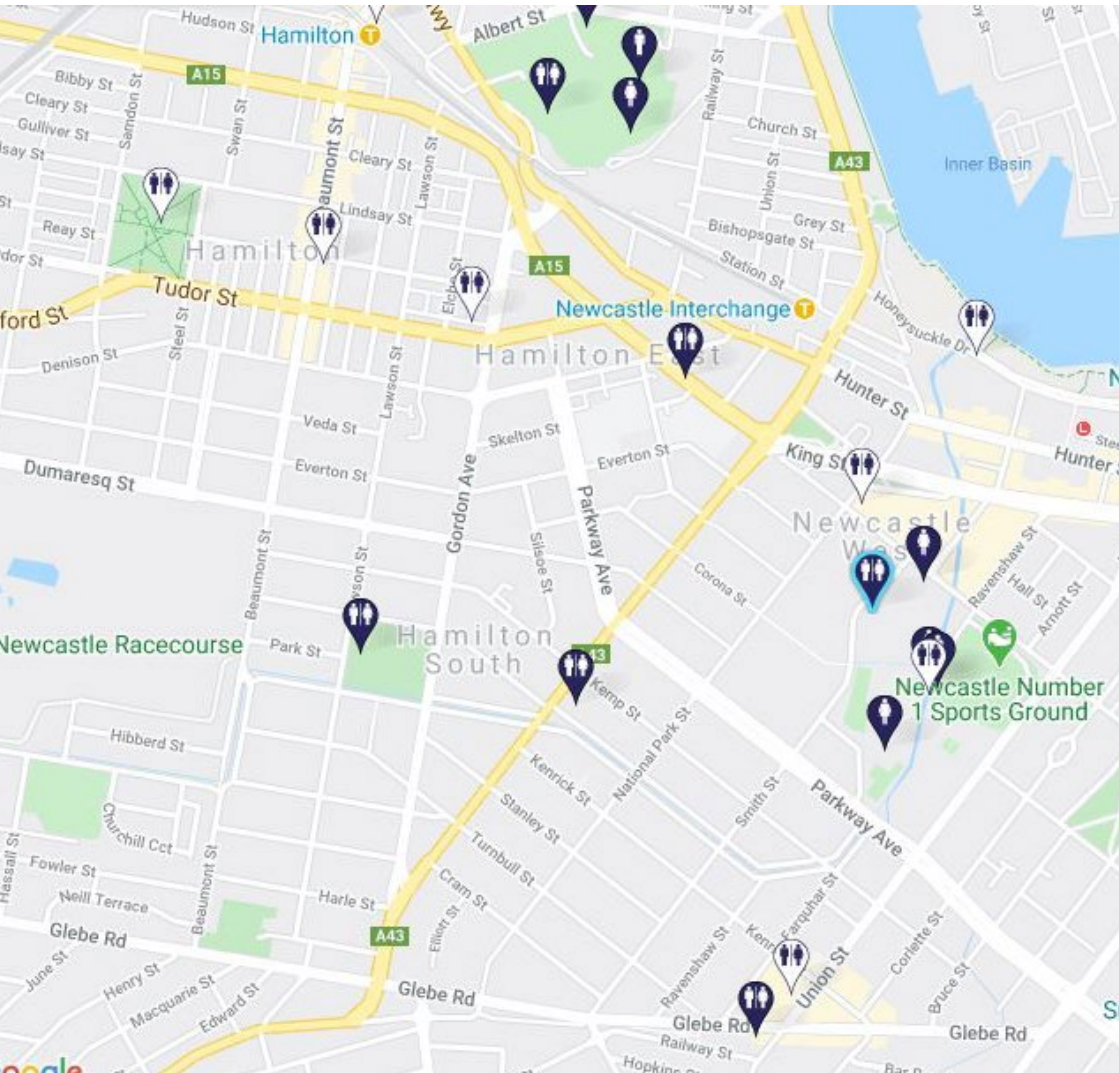 Hudson St
Hamilton
T
Albert St
A15
Bibby St
Cleary St
Gulliver St
Samdon St
Swan St
Beaumont St
Cleary St
Lawson St
Railway St
Church St
A43
Inner Basin
Union St
Lindsay St
Reay St
Hamilton
Grey St
Bishopsgate St
Station St
A15
Elcho St
Tudor St
Newcastle Interchange
T
Honeysuckle Dr
Steel St
Denison St
Hamilton East
Lawson St
Hunter St
L
Veda St
Skelton St
King St
Hunter
Dumaresq St
Everton St
Everton St
Gordon Ave
Parkway Ave
Newcastle
West
Silsoe St
Corona St
Ravenshaw St
Hall St
Arnott St
Beaumont St
Newcastle Racecourse
Park St
Hamilton
South
Kemp St
Newcastle Number
1 Sports Ground
National Park St
Hibberd St
Kenrick St
Smith St
Parkway Ave
Stanley St
Churchill Cct
Turnbull St
Hassall St
Fowler St
Neill Terrace
Beaumont St
Harle St
Cram St
Elliott St
Farquhar St
Glebe Rd
A43
Ravenshaw St
Union St
Corlette St
Bruce St
June St
Henry St
Macquarie St
Edward St
Glebe Rd
Glebe Rd
Glebe Rd
Railway St